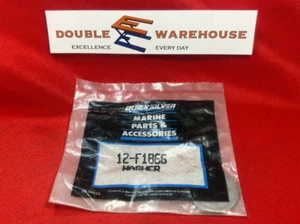 DOUBLE WAREHOUSE
EXCELLENCE EVERY DAY
QUICKSILVER
MARINE
PARTS &
ACCESSORIES
12-F1866
WASHER